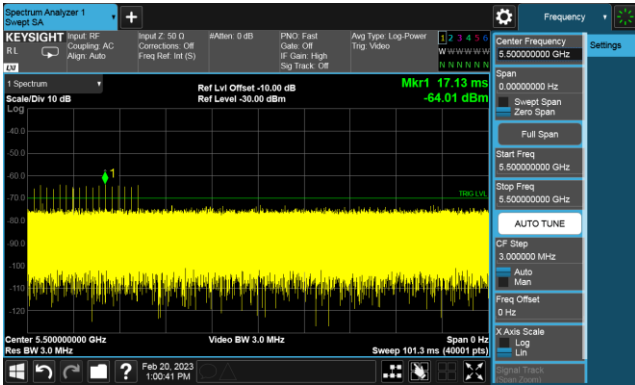 Spectrum Analyzer 1
Swept SA
Frequency
KEYSIGHT
RL
LXI
Input: RF
Coupling: AC
Align: Auto
Input Z: 50 Ω
Corrections: Off
Freq Ref: Int (S)
#Atten: 0 dB
PNO: Fast
Gate: Off
IF Gain: High
Sig Track: Off
Avg Type: Log-Power
Trig: Video
1 2 3 4 5 6
W W W W W W
N N N N N N
1 Spectrum
Scale/Div 10 dB
Log
Ref Lvl Offset -10.00 dB
Ref Level -30.00 dBm
Mkr1 17.13 ms
-64.01 dBm
-40.0
-50.0
-60.0
-70.0
-80.0
-90.0
-100
-110
-120
1
TRIG LVL
Center 5.500000000 GHz
Res BW 3.0 MHz
Video BW 3.0 MHz
Span 0 Hz
Sweep 101.3 ms (40001 pts)
Feb 20, 2023
1:00:41 PM
Center Frequency
5.500000000 GHz
Settings
Span
0.00000000 Hz
Swept Span
Zero Span
Full Span
Start Freq
5.500000000 GHz
Stop Freq
5.500000000 GHz
AUTO TUNE
CF Step
3.000000 MHz
Auto
Man
Freq Offset
0 Hz
X Axis Scale
Log
Lin
Signal Track
(Span Zoom)